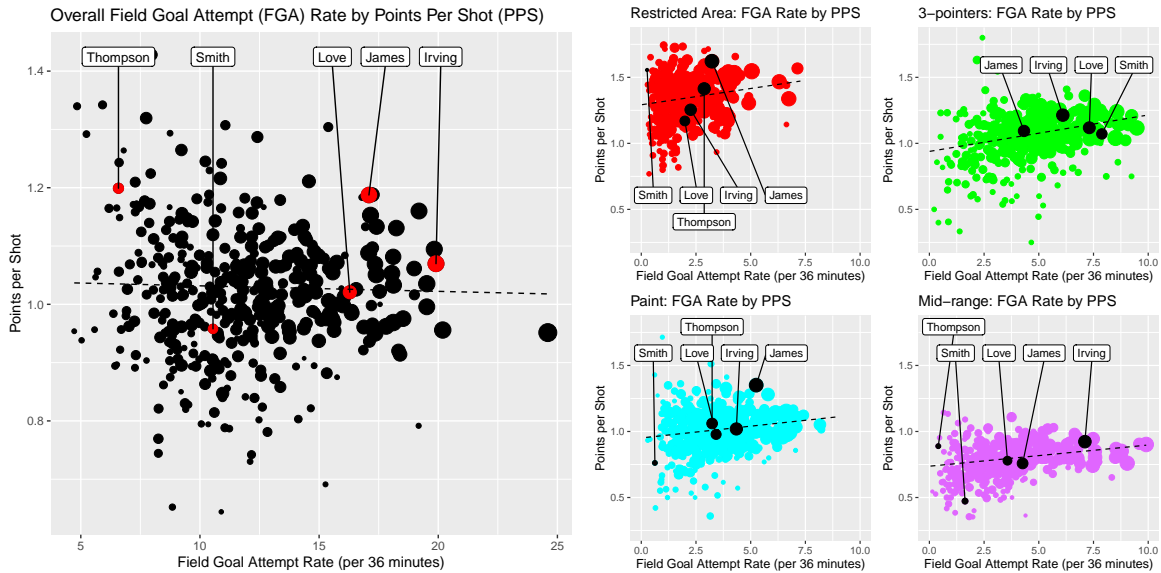 Overall Field Goal Attempt (FGA) Rate by Points Per Shot (PPS)
Thompson
Smith
Love
James
Irving
1.4
1.2
1.0
0.8
Points per Shot
5
10
15
20
25
Field Goal Attempt Rate (per 36 minutes)
Restricted Area: FGA Rate by PPS
1.5
1.0
0.5
Points per Shot
Smith
Love
Irving
James
Thompson
0.0
2.5
5.0
7.5
10.0
Field Goal Attempt Rate (per 36 minutes)
3−pointers: FGA Rate by PPS
James
Irving
Love
Smith
1.5
1.0
0.5
Points per Shot
0.0
2.5
5.0
7.5
10.0
Field Goal Attempt Rate (per 36 minutes)
Paint: FGA Rate by PPS
Thompson
Smith
Love
Irving
James
1.5
1.0
0.5
Points per Shot
0.0
2.5
5.0
7.5
10.0
Field Goal Attempt Rate (per 36 minutes)
Mid−range: FGA Rate by PPS
Thompson
Smith
Love
James
Irving
1.5
1.0
0.5
Points per Shot
0.0
2.5
5.0
7.5
10.0
Field Goal Attempt Rate (per 36 minutes)